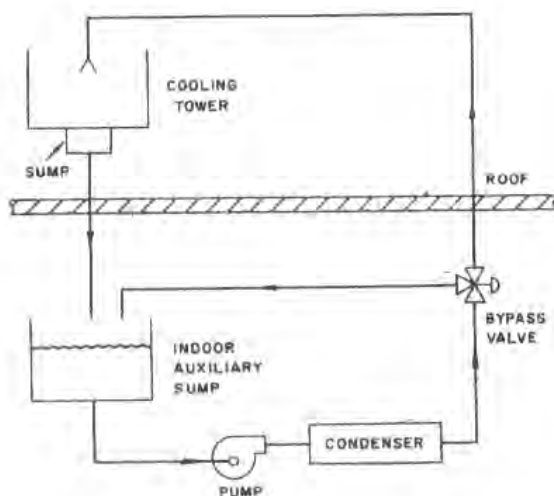 COOLING
TOWER
SUMP
ROOF
BYPASS
VALVE
INDOOR
AUXILIARY
SUMP
CONDENSER
PUMP